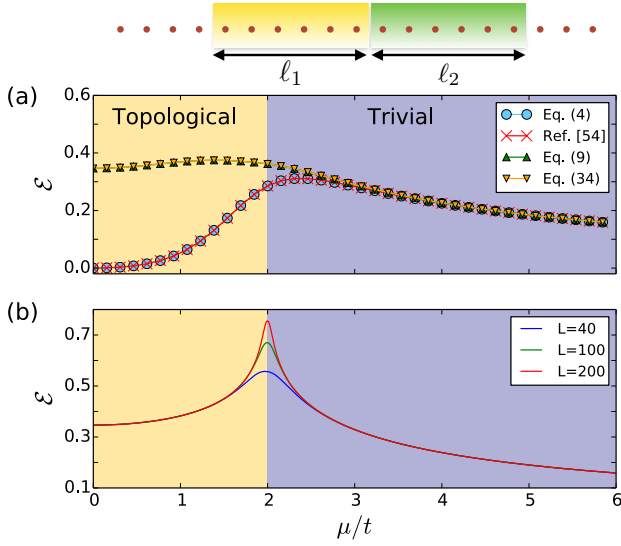 ℓ₁ ℓ₂
(a)
Topological Trivial
Eq. (4)
Ref. [54]
Eq. (9)
Eq. (34)
0.6
0.4
0.2
0.0
ℰ
(b)
L=40
L=100
L=200
0.7
0.5
0.3
0.1
ℰ
0 1 2 3 4 5 6
μ/t